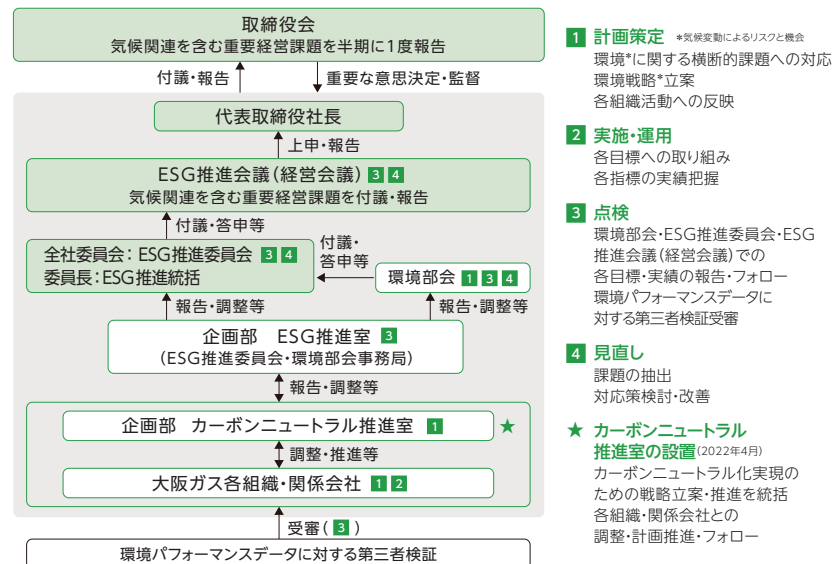 取締役会
気候関連を含む重要経営課題を半期に1度報告
付議・報告
重要な意思決定・監督
代表取締役社長
上申・報告
ESG推進会議(経営会議) 3 4
気候関連を含む重要経営課題を付議・報告
付議・答申等
全社委員会：ESG推進委員会 3 4
委員長：ESG推進統括
付議・
答申等
環境部会 1 3 4
報告・調整等
報告・調整等
企画部 ESG推進室 3
(ESG推進委員会・環境部会事務局)
報告・調整等
企画部 カーボンニュートラル推進室 1
★
調整・推進等
大阪ガス各組織・関係会社 1 2
受審( 3 )
環境パフォーマンスデータに対する第三者検証
1 計画策定 *気候変動によるリスクと機会
環境*に関する横断的課題への対応
環境戦略*立案
各組織活動への反映
2 実施・運用
各目標への取り組み
各指標の実績把握
3 点検
環境部会・ESG推進委員会・ESG
推進会議(経営会議)での
各目標・実績の報告・フォロー
環境パフォーマンスデータに
対する第三者検証受審
4 見直し
課題の抽出
対応策検討・改善
★ カーボンニュートラル
推進室の設置(2022年4月)
カーボンニュートラル化実現の
ための戦略立案・推進を統括
各組織・関係会社との
調整・計画推進・フォロー